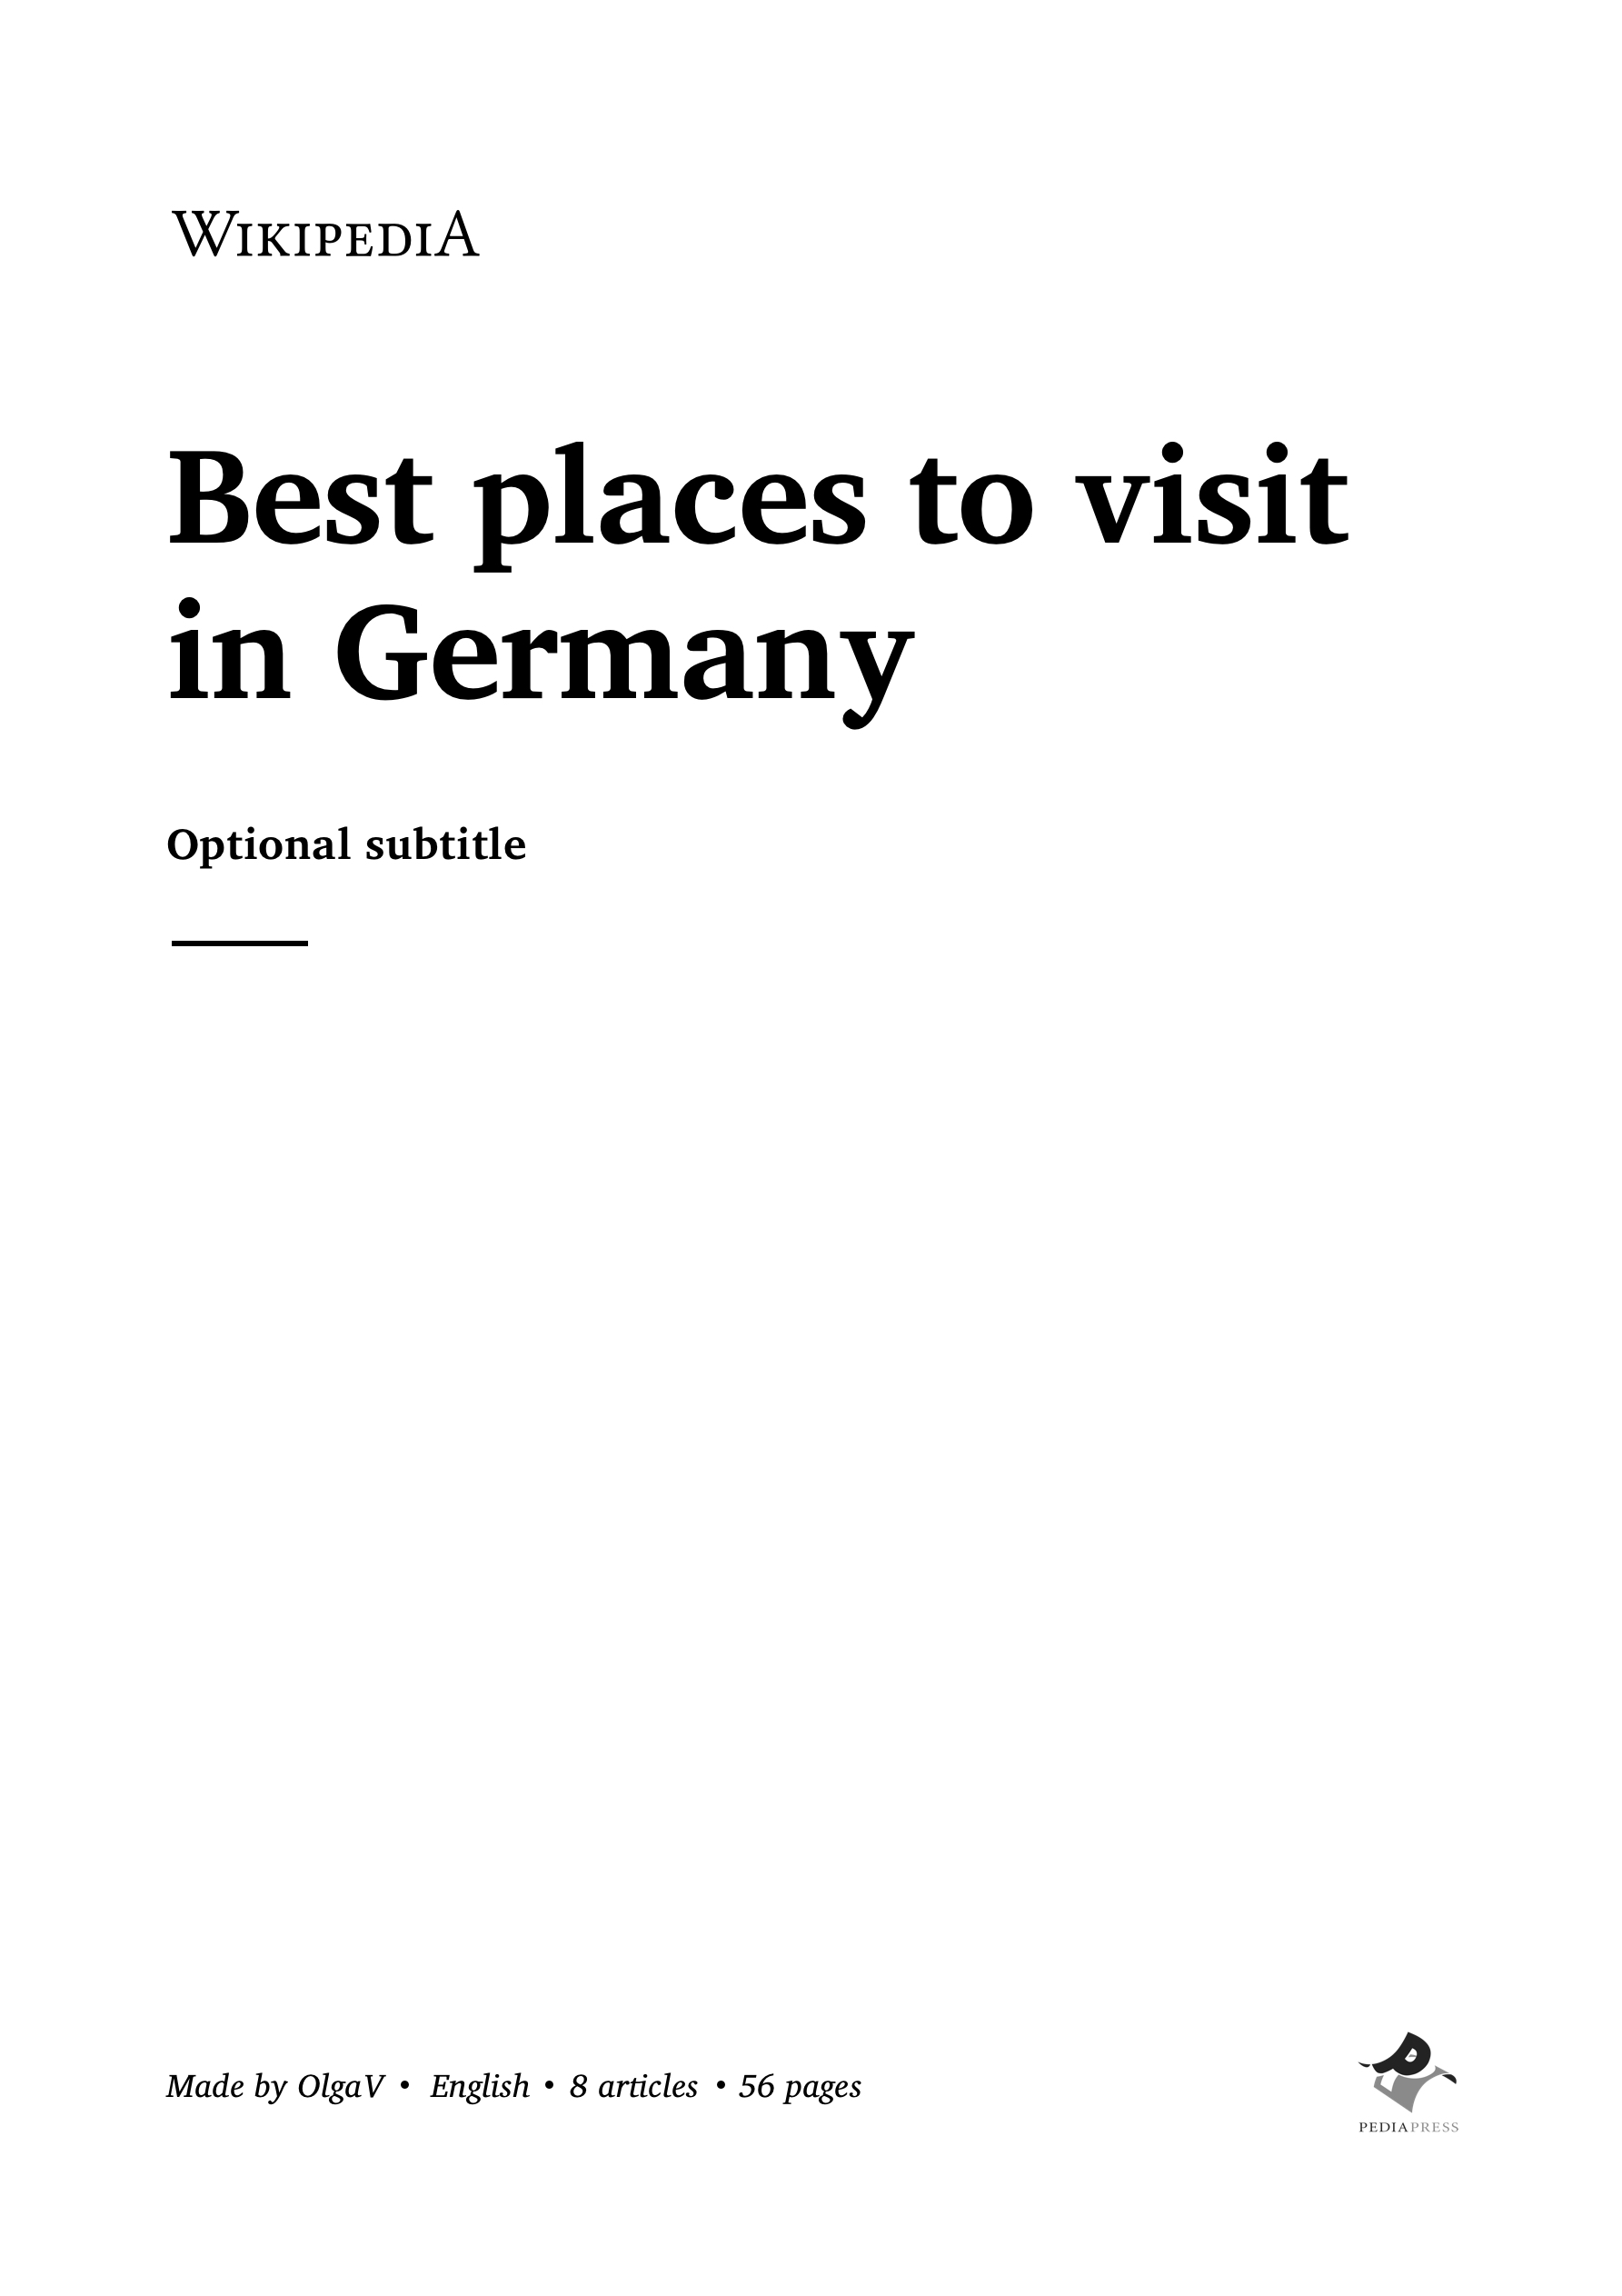 WIKIPEDIA
Best places to visit
in Germany
Optional subtitle
Made by OlgaV • English • 8 articles • 56 pages
PEDIAPRESS